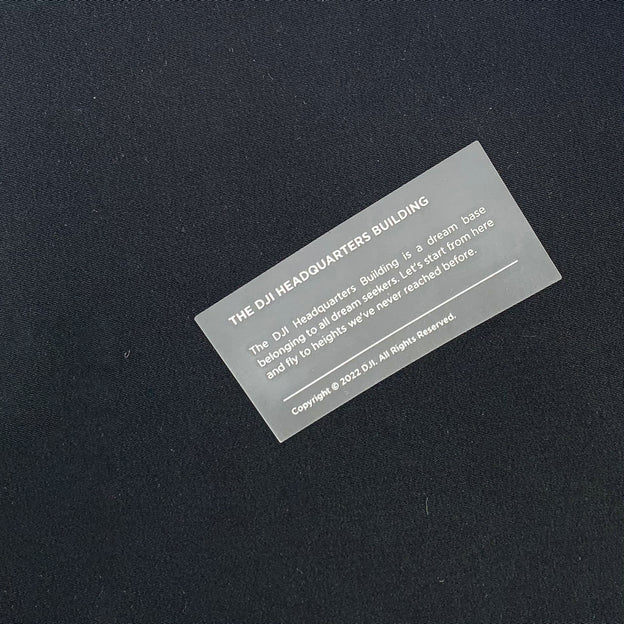 THE DJI HEADQUARTERS BUILDING
The DJI Headquarters Building is a dream base
belonging to all dream seekers. Let's start from here
and fly to heights we've never reached before.
Copyright © 2022 DJI. All Rights Reserved.